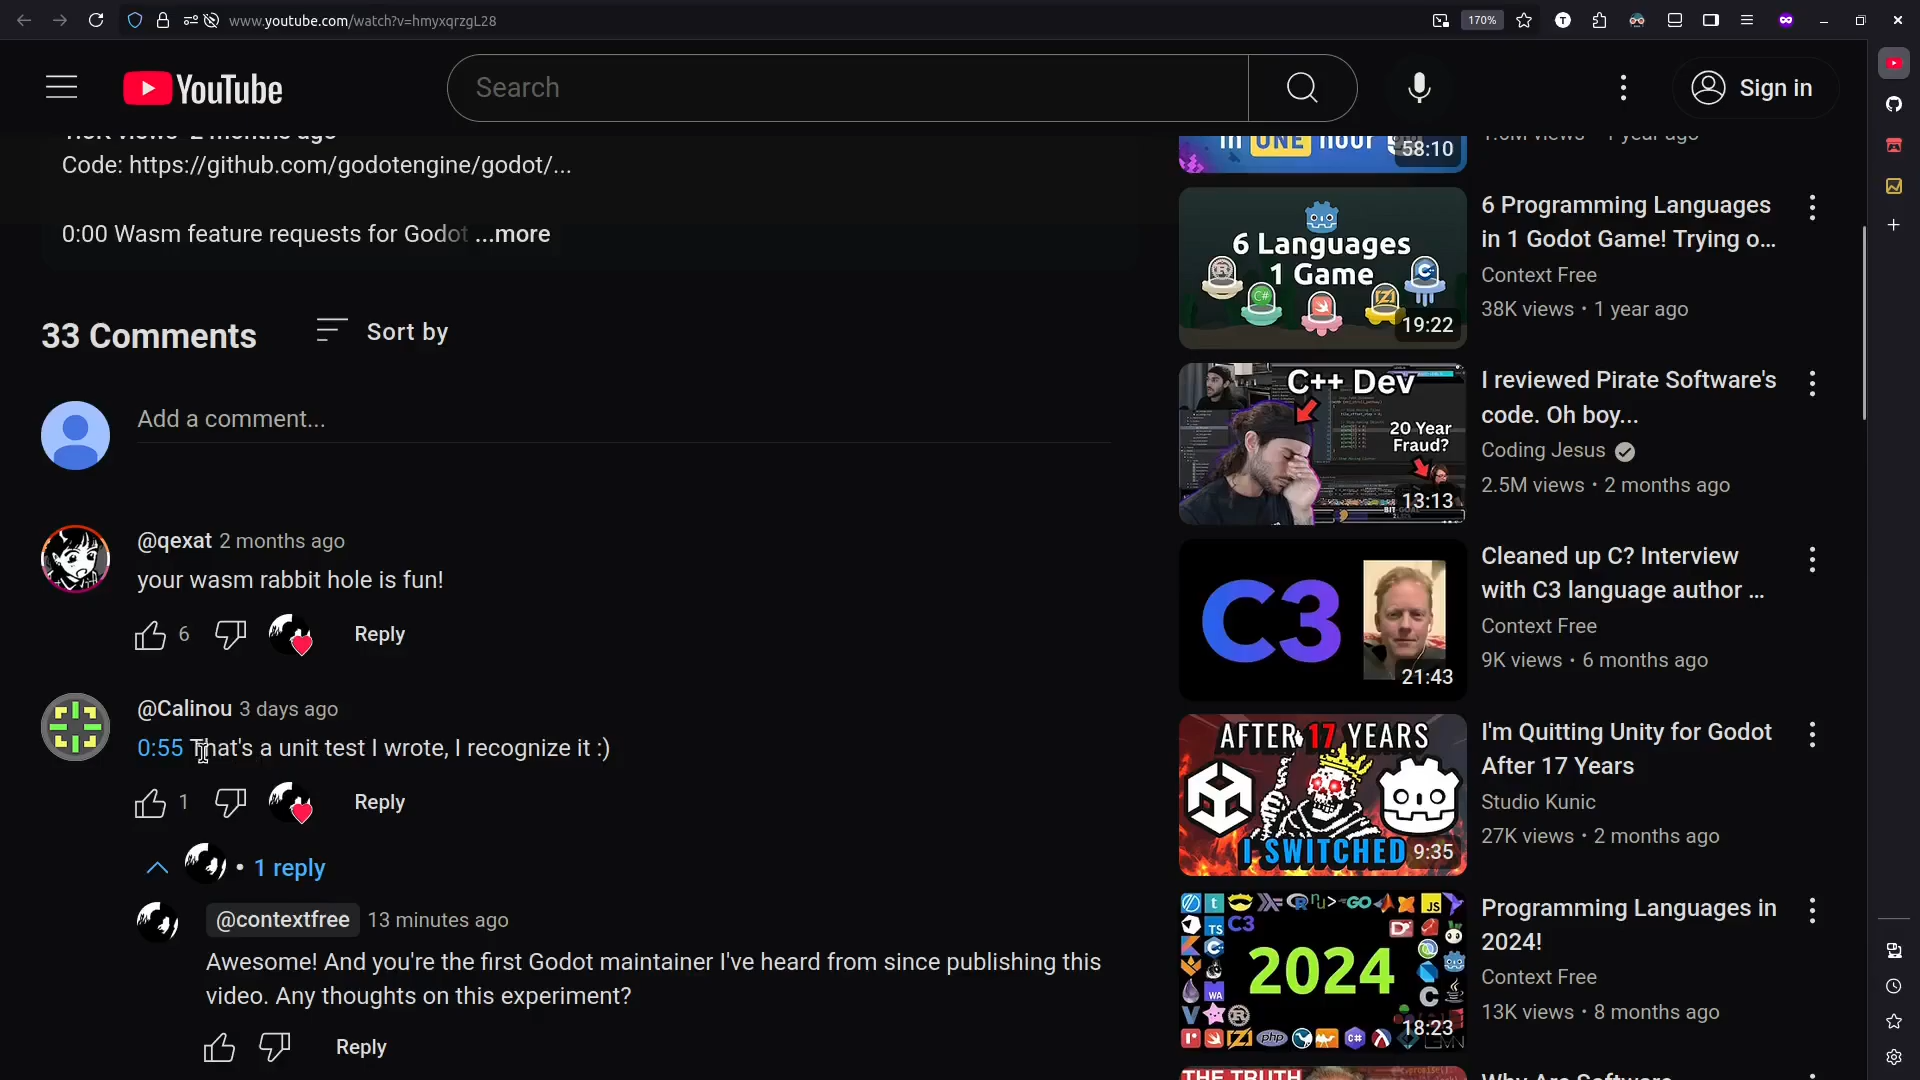 www.youtube.com/watch?v=hmyxqrzgL28
170%
YouTube
Search
Sign in
Code: https://github.com/godotengine/godot/...
0:00 Wasm feature requests for Godot ...more
33 Comments
Sort by
Add a comment...
@qexat 2 months ago
your wasm rabbit hole is fun!
6
Reply
@Calinou 3 days ago
0:55 That's a unit test I wrote, I recognize it :)
1
Reply
1 reply
@contextfree 13 minutes ago
Awesome! And you're the first Godot maintainer I've heard from since publishing this
video. Any thoughts on this experiment?
Reply
in ONE hour
58:10
6 Languages
1 Game
19:22
6 Programming Languages
in 1 Godot Game! Trying o...
Context Free
38K views • 1 year ago
C++ Dev
20 Year
Fraud?
13:13
I reviewed Pirate Software's
code. Oh boy...
Coding Jesus
2.5M views • 2 months ago
C3
21:43
Cleaned up C? Interview
with C3 language author ...
Context Free
9K views • 6 months ago
AFTER 17 YEARS
I SWITCHED
9:35
I'm Quitting Unity for Godot
After 17 Years
Studio Kunic
27K views • 2 months ago
C3
2024
18:23
Programming Languages in
2024!
Context Free
13K views • 8 months ago
THE TRUTH